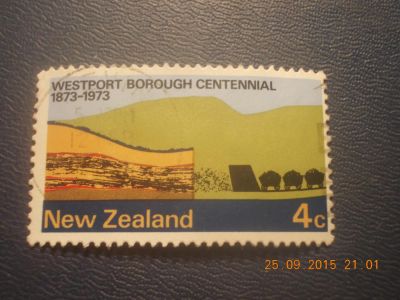 WESTPORT BOROUGH CENTENNIAL
1873-1973
New Zealand 4c
25.09.2015 21:01